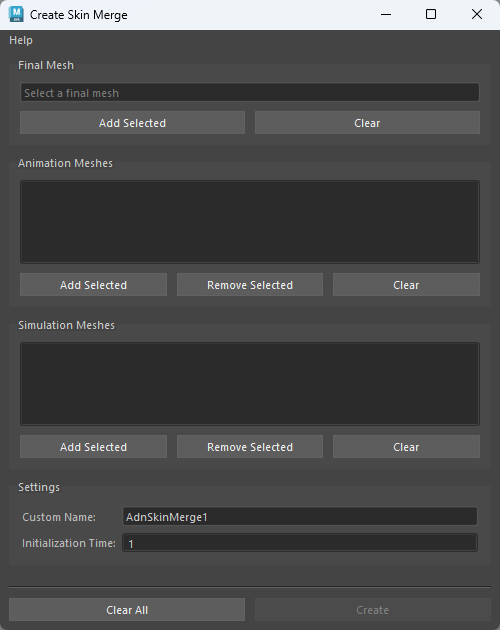 Create Skin Merge
Help
Final Mesh
Select a final mesh
Add Selected Clear
Animation Meshes
Add Selected Remove Selected Clear
Simulation Meshes
Add Selected Remove Selected Clear
Settings
Custom Name: AdnSkinMerge1
Initialization Time: 1
Clear All Create